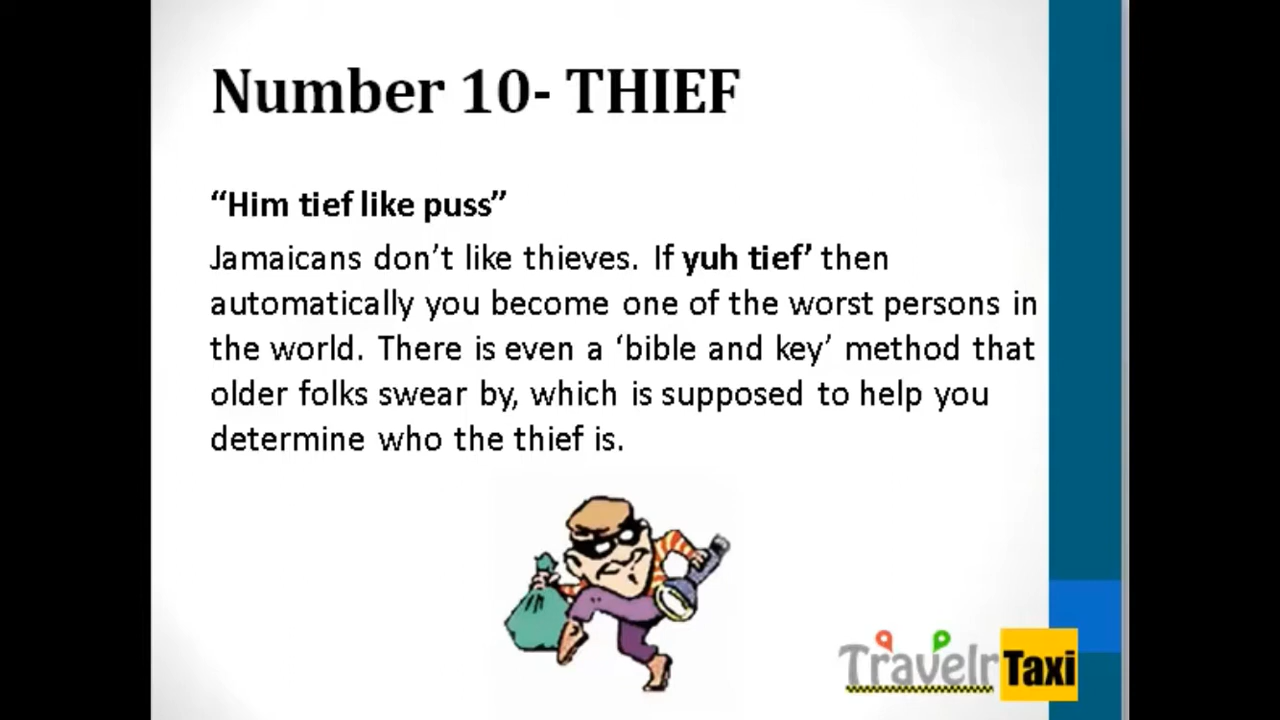 Number 10- THIEF
“Him tief like puss”
Jamaicans don’t like thieves. If yuh tief’ then
automatically you become one of the worst persons in
the world. There is even a ‘bible and key’ method that
older folks swear by, which is supposed to help you
determine who the thief is.
Travelr Taxi